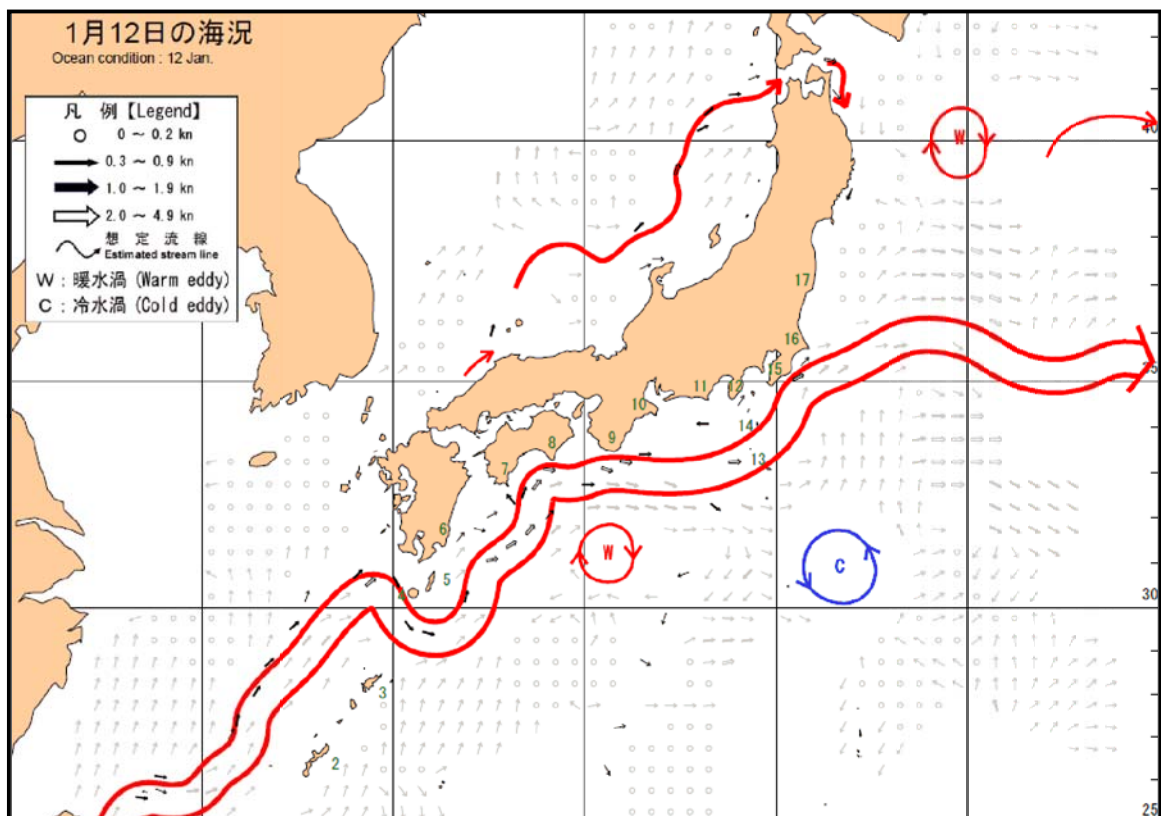 1月12日の海況
Ocean condition : 12 Jan.
凡 例【Legend】
0 ～ 0.2 kn
0.3 ～ 0.9 kn
1.0 ～ 1.9 kn
2.0 ～ 4.9 kn
想 定 流 線
Estimated stream line
W : 暖水渦 (Warm eddy)
C : 冷水渦 (Cold eddy)
W
40
17
16
15
35
12
11
10
14
9
8
13
7
6
W
C
5
4
30
3
2
25